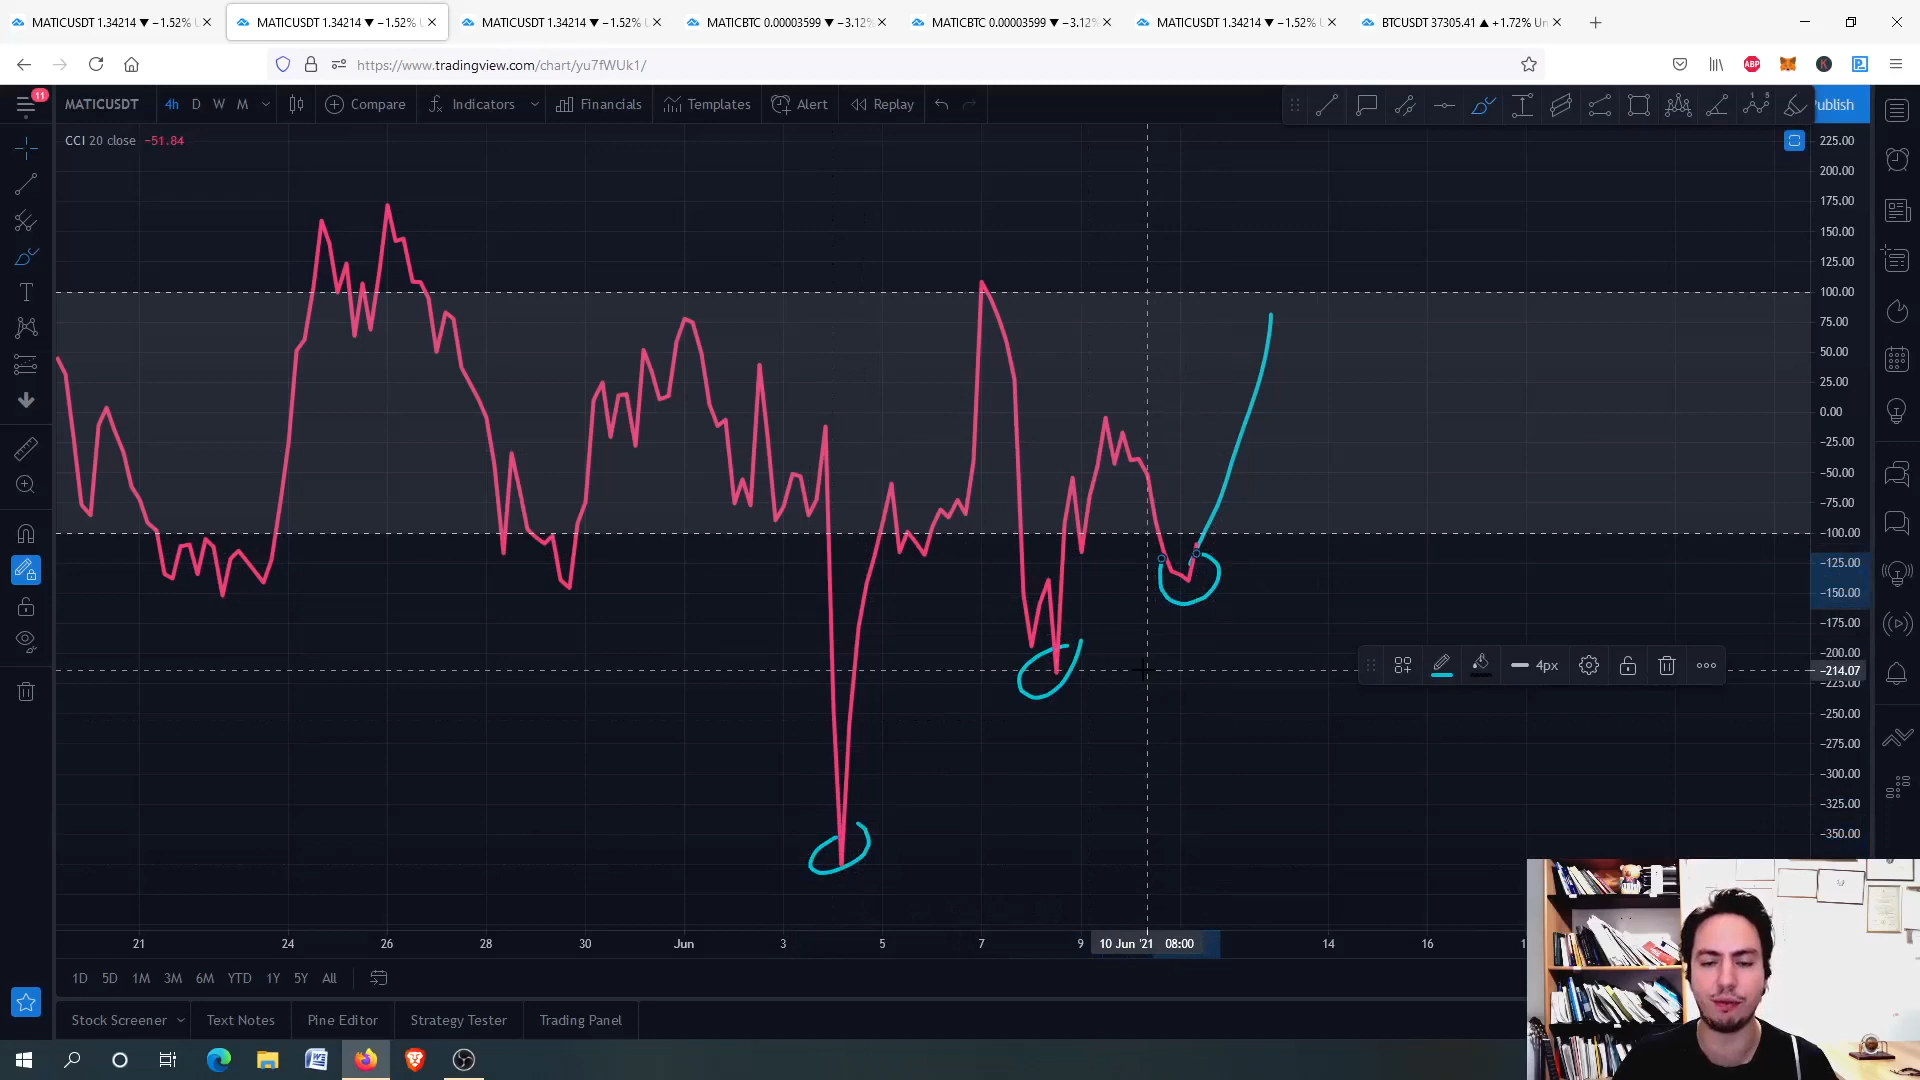 MATICUSDT 1.34214 ▼ −1.52% U
MATICUSDT 1.34214 ▼ −1.52% U
MATICUSDT 1.34214 ▼ −1.52% U
MATICBTC 0.00003599 ▼ −3.12%
MATICBTC 0.00003599 ▼ −3.12%
MATICUSDT 1.34214 ▼ −1.52% U
BTCUSDT 37305.41 ▲ +1.72% Un
https://www.tradingview.com/chart/yu7fWUk1/
ABP
K
11
MATICUSDT 4h D W M Compare Indicators Financials Templates Alert Replay
ublish
CCI 20 close −51.84
225.00
200.00
175.00
150.00
125.00
100.00
75.00
50.00
25.00
0.00
−25.00
−50.00
−75.00
−100.00
−125.00
−150.00
−175.00
−200.00
−214.07
−225.00
−250.00
−275.00
−300.00
−325.00
−350.00
4px
21 24 26 28 30 Jun 3 5 7 9 10 Jun '21 08:00 14 16
1D 5D 1M 3M 6M YTD 1Y 5Y All
Stock Screener Text Notes Pine Editor Strategy Tester Trading Panel